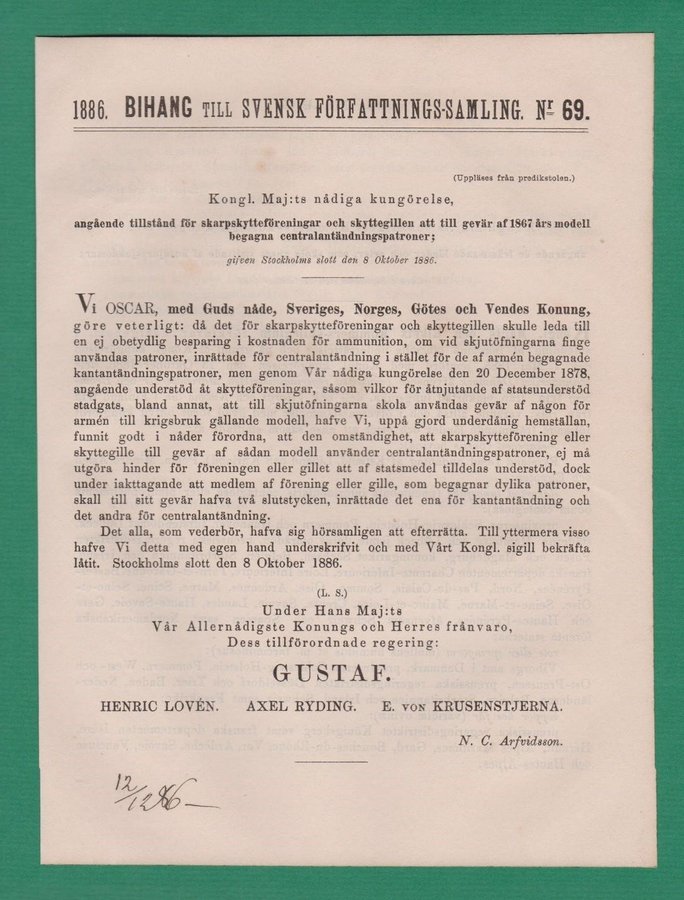 1886. BIHANG TILL SVENSK FÖRFATTNINGS-SAMLING. Nr 69.
(Uppläses från predikstolen.)
Kongl. Maj:ts nådiga kungörelse,
angående tillstånd för skarpskytteföreningar och skyttegillen att till gevär af 1867 års modell
begagna centralantändningspatroner;
gifven Stockholms slott den 8 Oktober 1886.
Vi OSCAR, med Guds nåde, Sveriges, Norges, Götes och Vendes Konung,
göre veterligt: då det för skarpskytteföreningar och skyttegillen skulle leda till
en ej obetydlig besparing i kostnaden för ammunition, om vid skjutöfningarna finge
användas patroner, inrättade för centralantändning i stället för de af armén begagnade
kantantändningspatroner, men genom Vår nådiga kungörelse den 20 December 1878,
angående understöd åt skytteföreningar, såsom vilkor för åtnjutande af statsunderstöd
stadgats, bland annat, att till skjutöfningarna skola användas gevär af någon för
armén till krigsbruk gällande modell, hafve Vi, uppå gjord underdånig hemställan,
funnit godt i nåder förordna, att den omständighet, att skarpskytteförening eller
skyttegille till gevär af sådan modell använder centralantändningspatroner, ej må
utgöra hinder för föreningen eller gillet att af statsmedel tilldelas understöd, dock
under iakttagande att medlem af förening eller gille, som begagnar dylika patroner,
skall till sitt gevär hafva två slutstycken, inrättade det ena för kantantändning och
det andra för centralantändning.
Det alla, som vederbör, hafva sig hörsamligen att efterrätta. Till yttermera visso
hafve Vi detta med egen hand underskrifvit och med Vårt Kongl. sigill bekräfta
låtit. Stockholms slott den 8 Oktober 1886.
(L. S.)
Under Hans Maj:ts
Vår Allernådigste Konungs och Herres frånvaro,
Dess tillförordnade regering:
GUSTAF.
HENRIC LOVÉN. AXEL RYDING. E. VON KRUSENSTJERNA.
N. C. Arfvidsson.
12/12 86